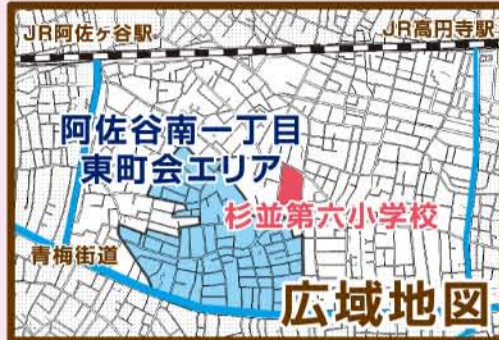 JR阿佐ヶ谷駅
JR高円寺駅
阿佐谷南一丁目
東町会エリア
杉並第六小学校
青梅街道
広域地図